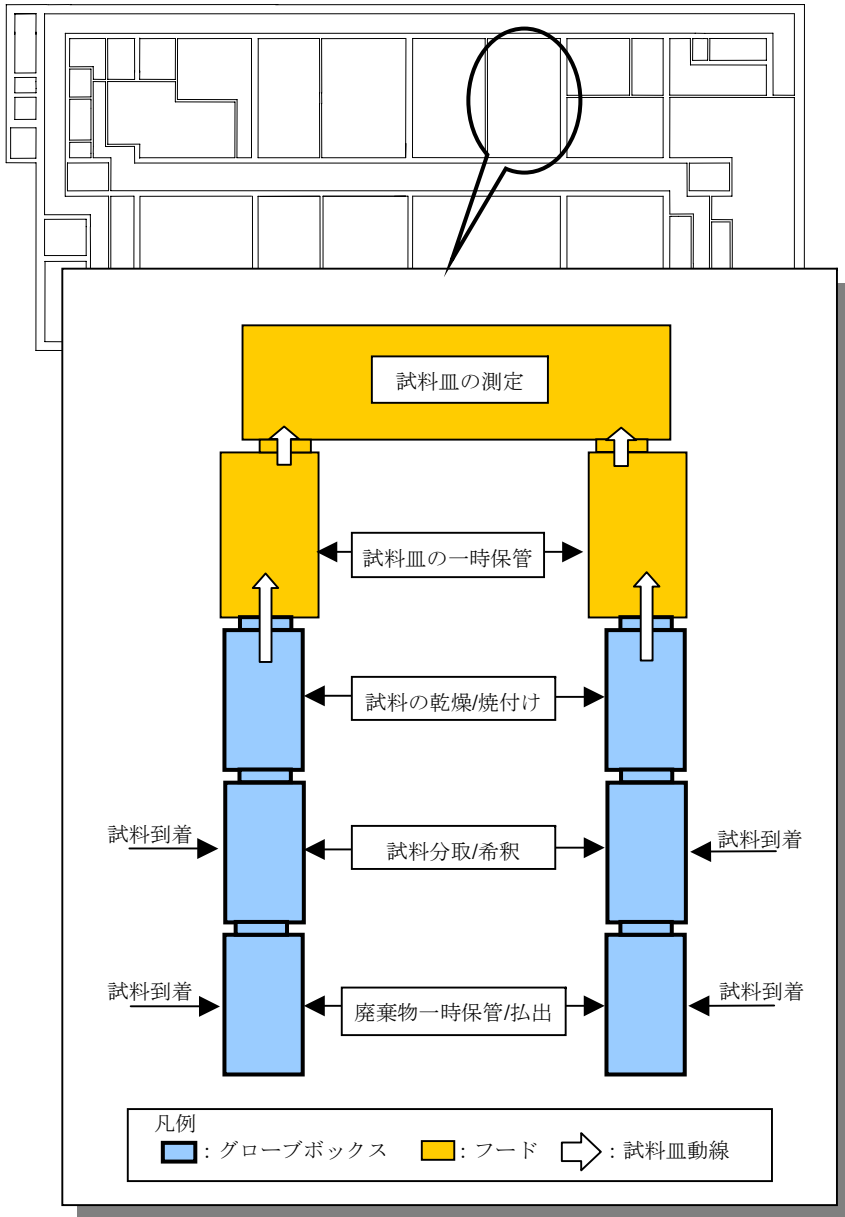 試料皿の測定
試料皿の一時保管
試料の乾燥/焼付け
試料到着
試料分取/希釈
試料到着
試料到着
廃棄物一時保管/払出
試料到着
凡例
：グローブボックス
：フード
：試料皿動線